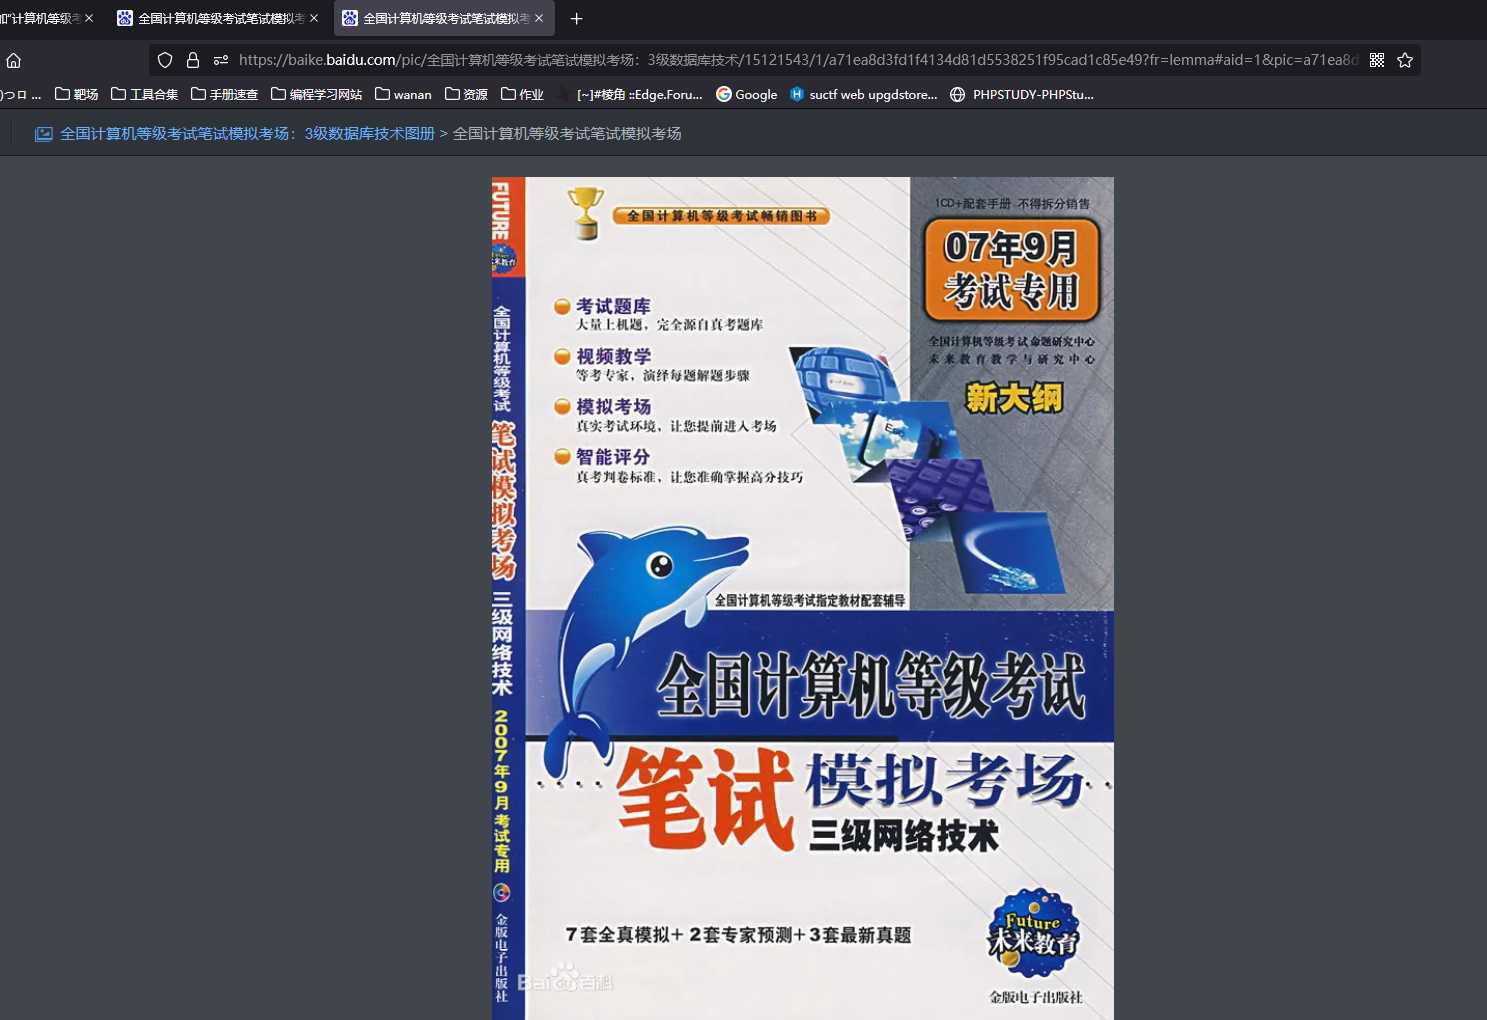 加"计算机等级考
全国计算机等级考试笔试模拟考
全国计算机等级考试笔试模拟考
https://baike.baidu.com/pic/全国计算机等级考试笔试模拟考场：3级数据库技术/15121543/1/a71ea8d3fd1f4134d81d5538251f95cad1c85e49?fr=lemma#aid=1&pic=a71ea8d
)つロ ...
靶场
工具合集
手册速查
编程学习网站
wanan
资源
作业
[~]#棱角 ::Edge.Foru...
Google
suctf web upgdstore...
PHPSTUDY-PHPStu...
全国计算机等级考试笔试模拟考场：3级数据库技术图册 > 全国计算机等级考试笔试模拟考场
FUTURE
Future
未来教育
全国计算机等级考试
笔试模拟考场
三级网络技术
2007年9月考试专用
金版电子出版社
全国计算机等级考试畅销图书
1CD+配套手册 不得拆分销售
07年9月
考试专用
全国计算机等级考试命题研究中心
未来教育教学与研究中心
新大纲
考试题库
大量上机题，完全源自真考题库
视频教学
等考专家，演绎每题解题步骤
模拟考场
真实考试环境，让您提前进入考场
智能评分
真考判卷标准，让您准确掌握高分技巧
Esc
全国计算机等级考试指定教材配套辅导
全国计算机等级考试
笔试模拟考场
三级网络技术
7套全真模拟+2套专家预测+3套最新真题
Future
未来教育
金版电子出版社
Baidu百科